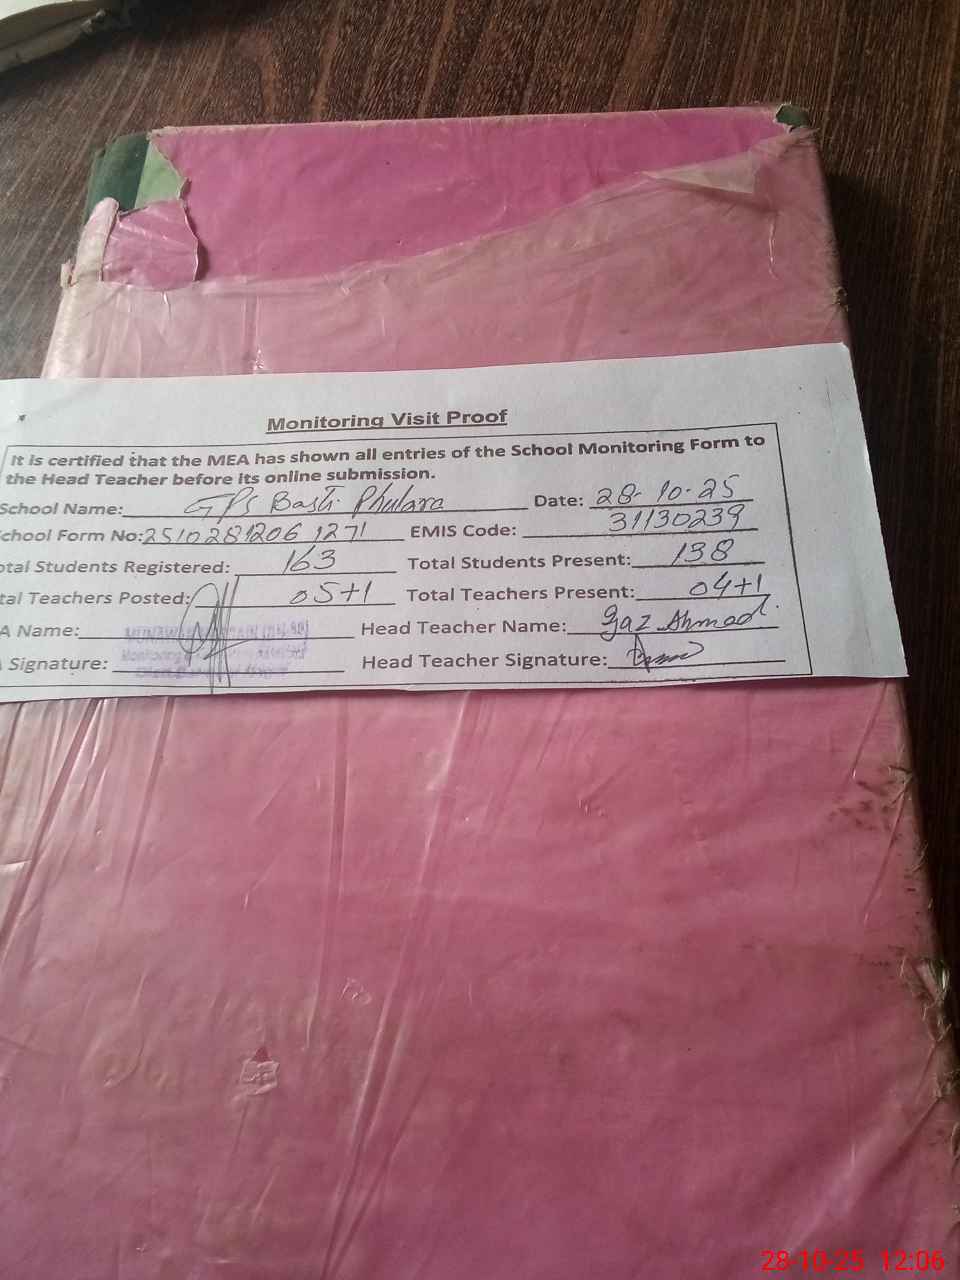 Monitoring Visit Proof
It is certified that the MEA has shown all entries of the School Monitoring Form to
the Head Teacher before its online submission.
School Name: GPS Basti Phulara Date: 28-10-25
chool Form No: 2510281206 1271 EMIS Code: 31130239
otal Students Registered: 163 Total Students Present: 138
tal Teachers Posted: 05+1 Total Teachers Present: 04+1
A Name: Head Teacher Name: Ijaz Ahmad.
Signature: Head Teacher Signature:
28-10-25 12:06